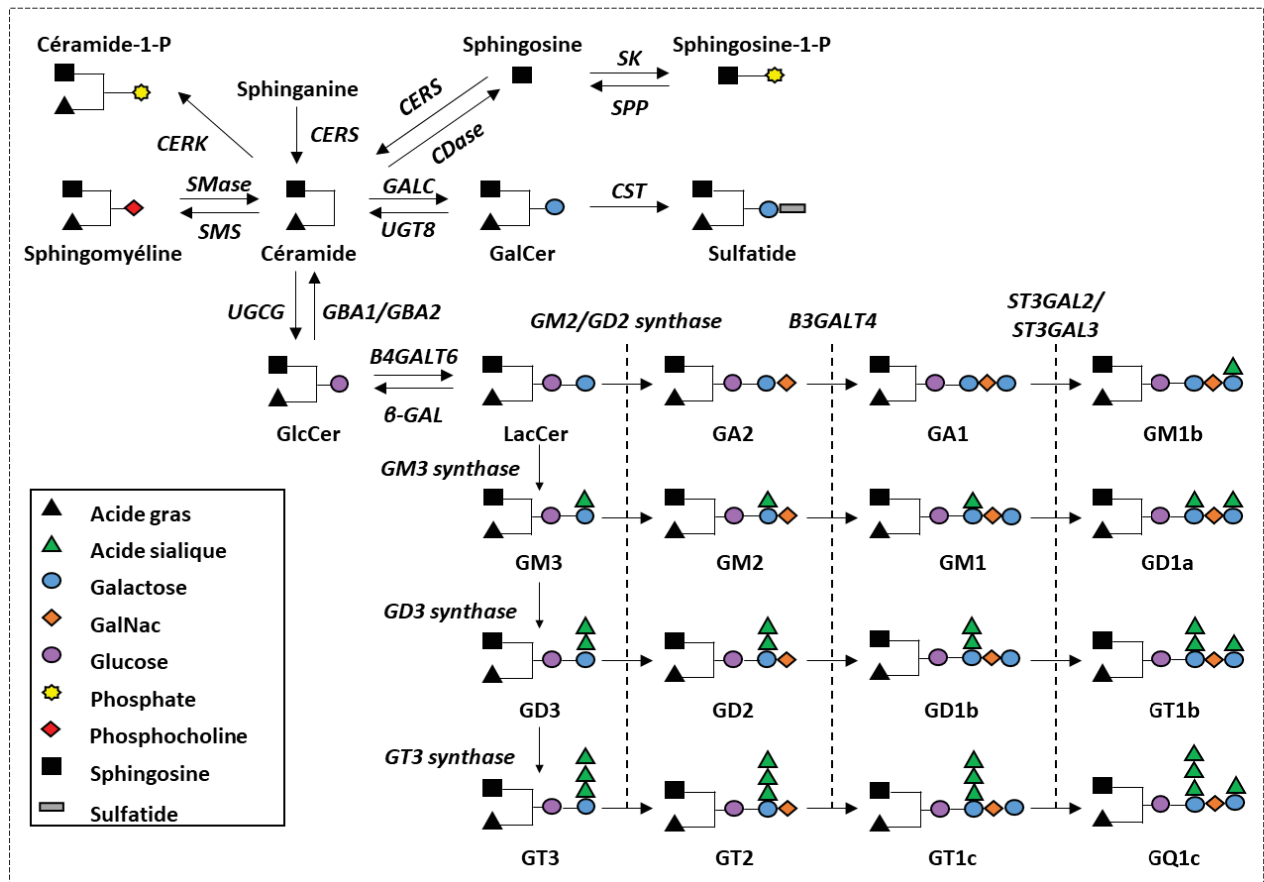 Céramide-1-P
Sphingosine
Sphingosine-1-P
SK
SPP
Sphinganine
CERS
CERS
CDase
CERK
SMase
SMS
GALC
UGT8
CST
Sphingomyéline
Céramide
GalCer
Sulfatide
UGCG
GBA1/GBA2
GM2/GD2 synthase
B3GALT4
ST3GAL2/
ST3GAL3
B4GALT6
β-GAL
GlcCer
LacCer
GA2
GA1
GM1b
GM3 synthase
GM3
GM2
GM1
GD1a
GD3 synthase
GD3
GD2
GD1b
GT1b
GT3 synthase
GT3
GT2
GT1c
GQ1c
Acide gras
Acide sialique
Galactose
GalNac
Glucose
Phosphate
Phosphocholine
Sphingosine
Sulfatide